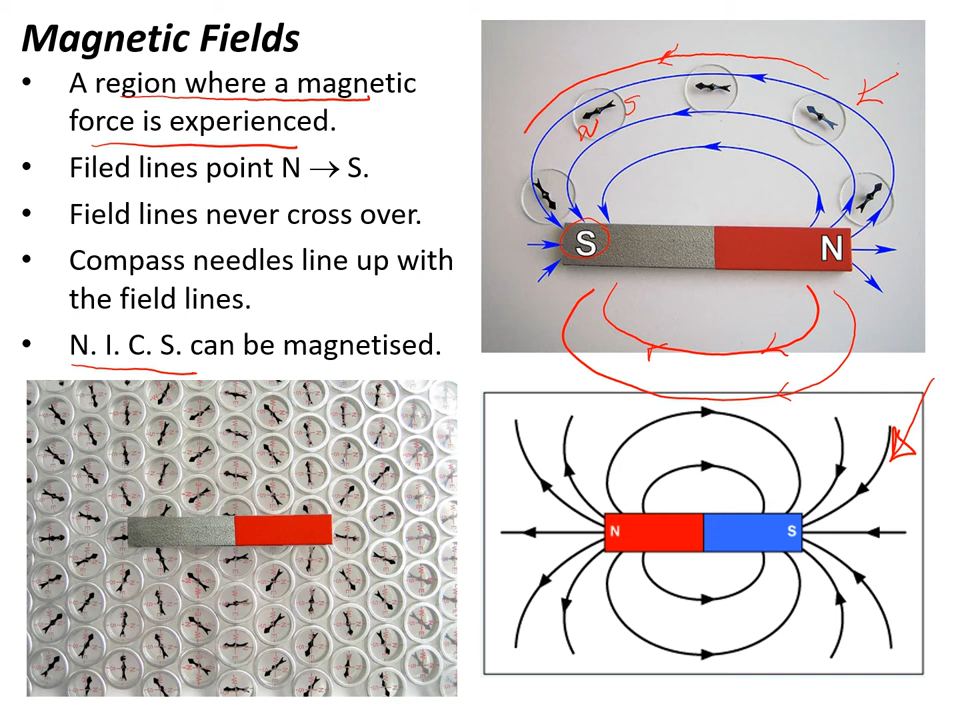 Magnetic Fields
• A region where a magnetic
force is experienced.
• Filed lines point N → S.
• Field lines never cross over.
• Compass needles line up with
the field lines.
• N. I. C. S. can be magnetised.
N S
S N
N S